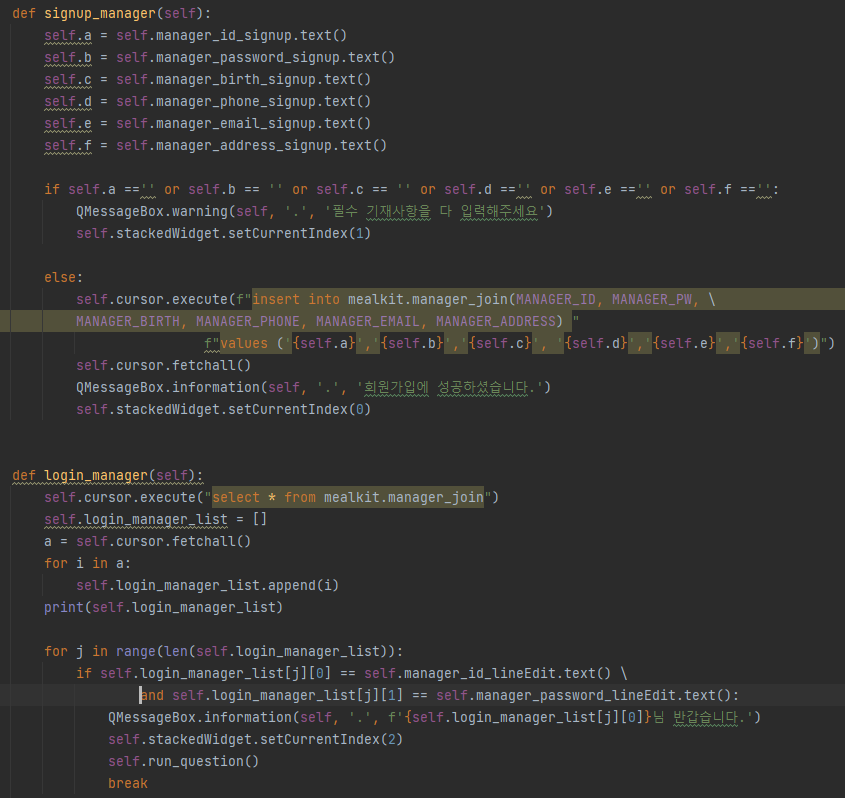 def signup_manager(self):
self.a = self.manager_id_signup.text()
self.b = self.manager_password_signup.text()
self.c = self.manager_birth_signup.text()
self.d = self.manager_phone_signup.text()
self.e = self.manager_email_signup.text()
self.f = self.manager_address_signup.text()
if self.a =='' or self.b == '' or self.c == '' or self.d =='' or self.e =='' or self.f =='':
QMessageBox.warning(self, '.', '필수 기재사항을 다 입력해주세요')
self.stackedWidget.setCurrentIndex(1)
else:
self.cursor.execute(f"insert into mealkit.manager_join(MANAGER_ID, MANAGER_PW, \
MANAGER_BIRTH, MANAGER_PHONE, MANAGER_EMAIL, MANAGER_ADDRESS) "
f"values ('{self.a}','{self.b}','{self.c}', '{self.d}','{self.e}','{self.f}')")
self.cursor.fetchall()
QMessageBox.information(self, '.', '회원가입에 성공하셨습니다.')
self.stackedWidget.setCurrentIndex(0)
def login_manager(self):
self.cursor.execute("select * from mealkit.manager_join")
self.login_manager_list = []
a = self.cursor.fetchall()
for i in a:
self.login_manager_list.append(i)
print(self.login_manager_list)
for j in range(len(self.login_manager_list)):
if self.login_manager_list[j][0] == self.manager_id_lineEdit.text() \
and self.login_manager_list[j][1] == self.manager_password_lineEdit.text():
QMessageBox.information(self, '.', f'{self.login_manager_list[j][0]}님 반갑습니다.')
self.stackedWidget.setCurrentIndex(2)
self.run_question()
break